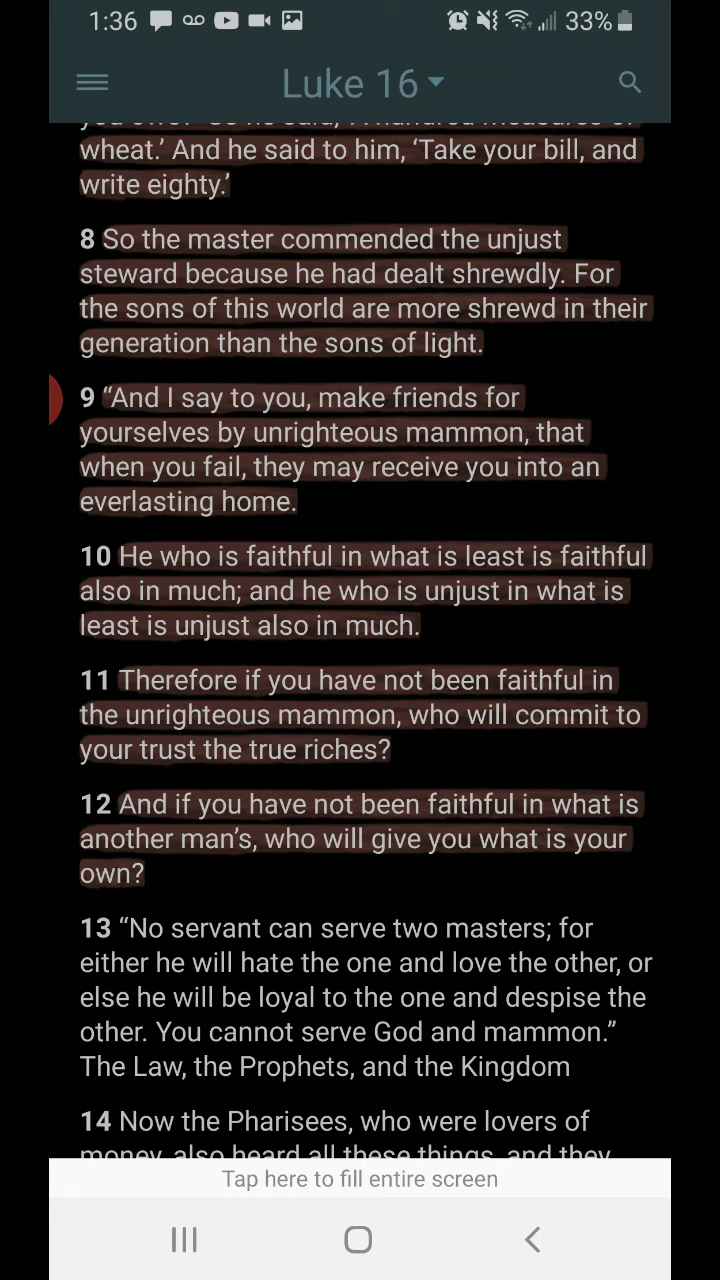 1:36
33%
Luke 16
wheat.’ And he said to him, ‘Take your bill, and
write eighty.’
8 So the master commended the unjust
steward because he had dealt shrewdly. For
the sons of this world are more shrewd in their
generation than the sons of light.
9 “And I say to you, make friends for
yourselves by unrighteous mammon, that
when you fail, they may receive you into an
everlasting home.
10 He who is faithful in what is least is faithful
also in much; and he who is unjust in what is
least is unjust also in much.
11 Therefore if you have not been faithful in
the unrighteous mammon, who will commit to
your trust the true riches?
12 And if you have not been faithful in what is
another man’s, who will give you what is your
own?
13 “No servant can serve two masters; for
either he will hate the one and love the other, or
else he will be loyal to the one and despise the
other. You cannot serve God and mammon.”
The Law, the Prophets, and the Kingdom
14 Now the Pharisees, who were lovers of
money, also heard all these things, and they
Tap here to fill entire screen